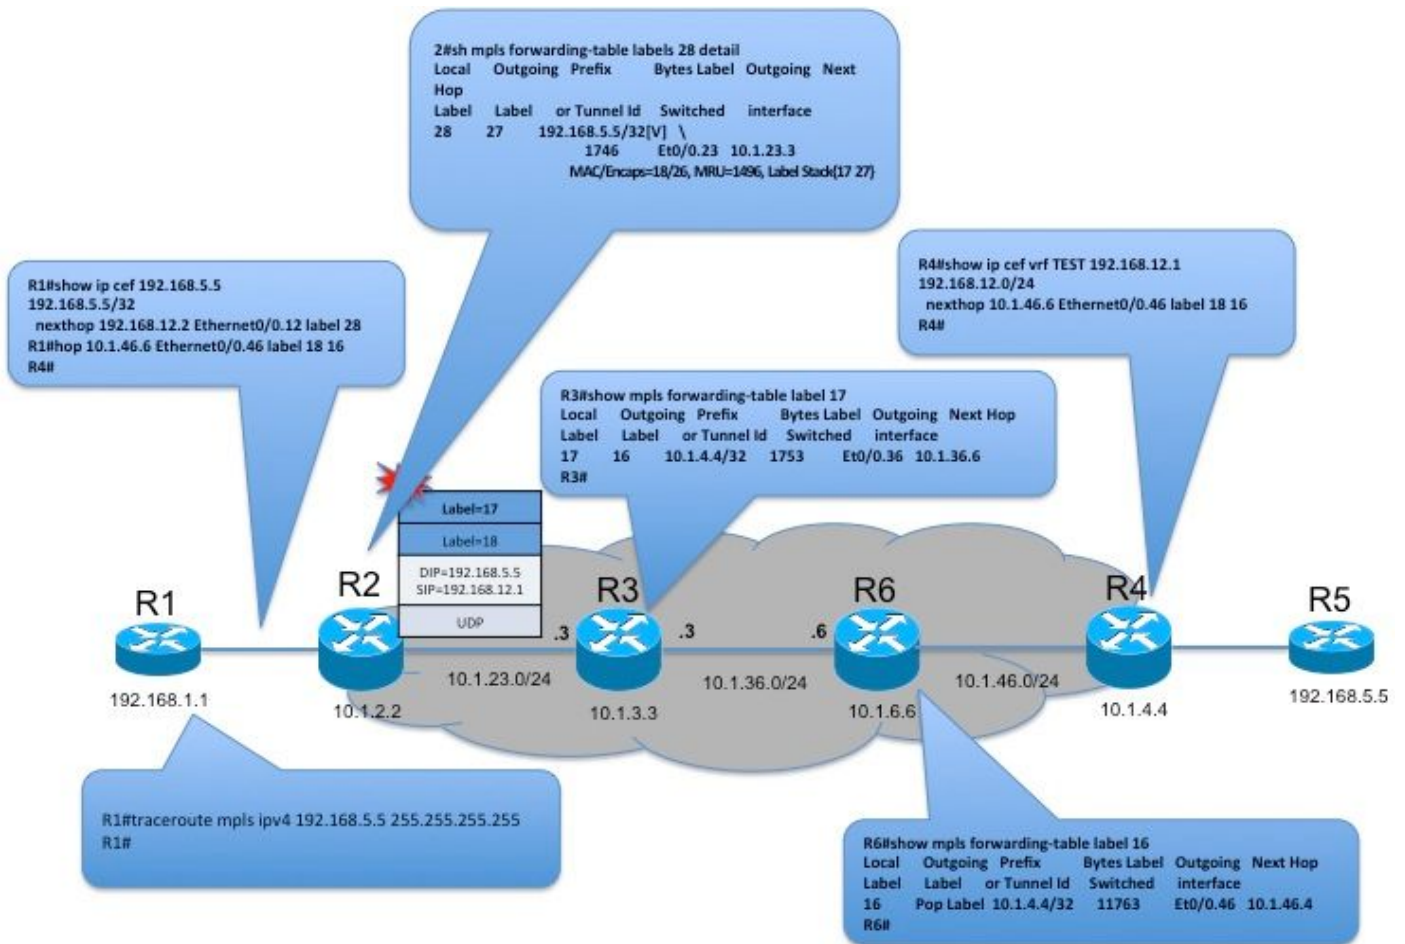 2#sh mpls forwarding-table labels 28 detail
Local Outgoing Prefix Bytes Label Outgoing Next
Hop
Label Label or Tunnel Id Switched interface
28 27 192.168.5.5/32[V] \
1746 Et0/0.23 10.1.23.3
MAC/Encaps=18/26, MRU=1496, Label Stack{17 27}
R1#show ip cef 192.168.5.5
192.168.5.5/32
nexthop 192.168.12.2 Ethernet0/0.12 label 28
R1#hop 10.1.46.6 Ethernet0/0.46 label 18 16
R4#
R4#show ip cef vrf TEST 192.168.12.1
192.168.12.0/24
nexthop 10.1.46.6 Ethernet0/0.46 label 18 16
R4#
R3#show mpls forwarding-table label 17
Local Outgoing Prefix Bytes Label Outgoing Next Hop
Label Label or Tunnel Id Switched interface
17 16 10.1.4.4/32 1753 Et0/0.36 10.1.36.6
R3#
Label=17
Label=18
DIP=192.168.5.5
SIP=192.168.12.1
UDP
R1
R2
R3
R6
R4
R5
.3
.3
.6
10.1.23.0/24
10.1.36.0/24
10.1.46.0/24
192.168.1.1
10.1.2.2
10.1.3.3
10.1.6.6
10.1.4.4
192.168.5.5
R1#traceroute mpls ipv4 192.168.5.5 255.255.255.255
R1#
R6#show mpls forwarding-table label 16
Local Outgoing Prefix Bytes Label Outgoing Next Hop
Label Label or Tunnel Id Switched interface
16 Pop Label 10.1.4.4/32 11763 Et0/0.46 10.1.46.4
R6#